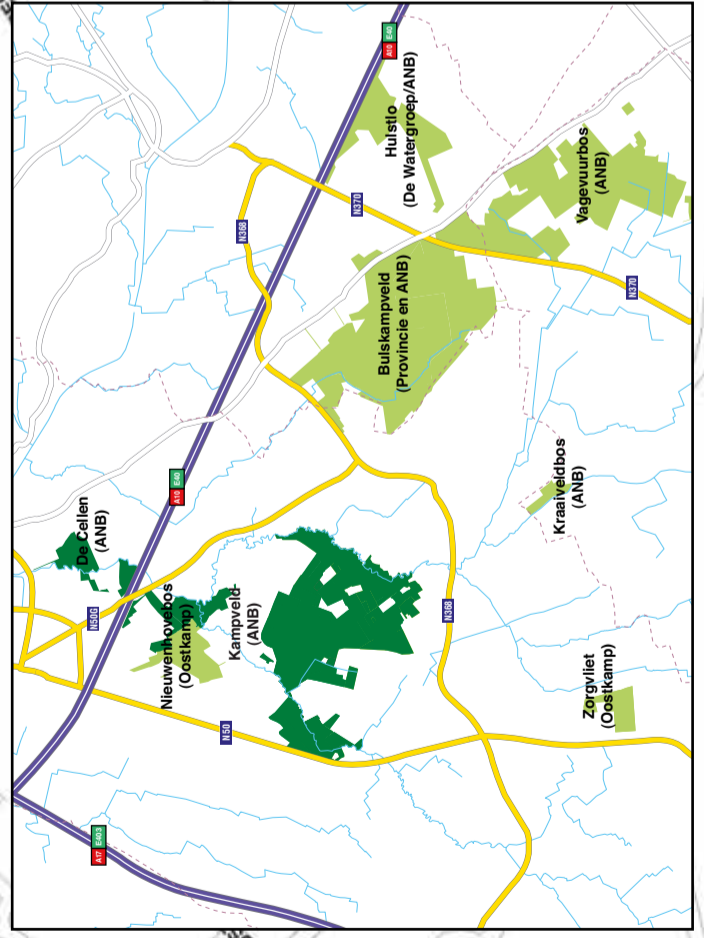 A17 E403
N50G
De Cellen
(ANB)
Nieuwenhovebos
(Oostkamp)
A10 E40
N50
Kampveld-
(ANB)
N368
N370
Bulskampveld
(Provincie en ANB)
Hulstlo
(De Watergroep/ANB)
A10 E40
N368
Kraaiveldbos
(ANB)
Zorgvliet
(Oostkamp)
Vagevuurbos
(ANB)
N370